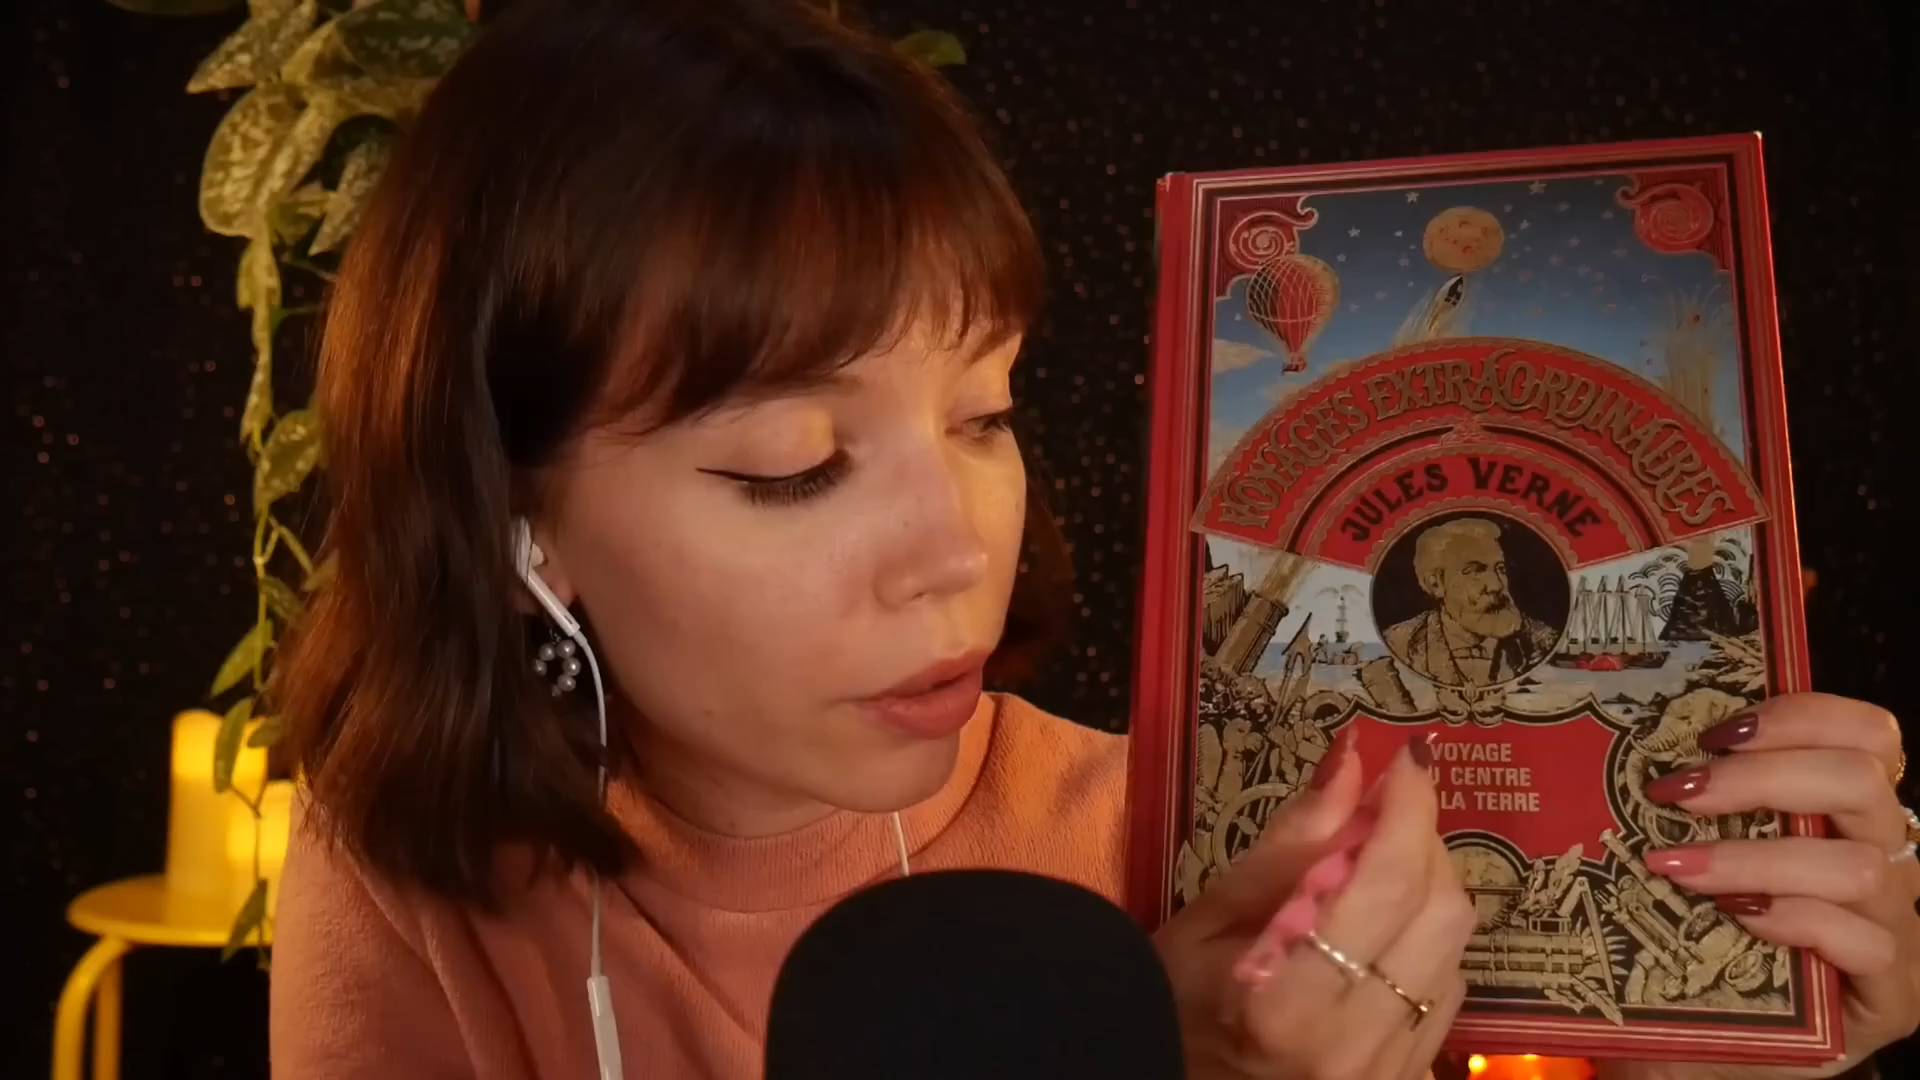 VOYAGES EXTRAORDINAIRES
JULES VERNE
VOYAGE
U CENTRE
LA TERRE